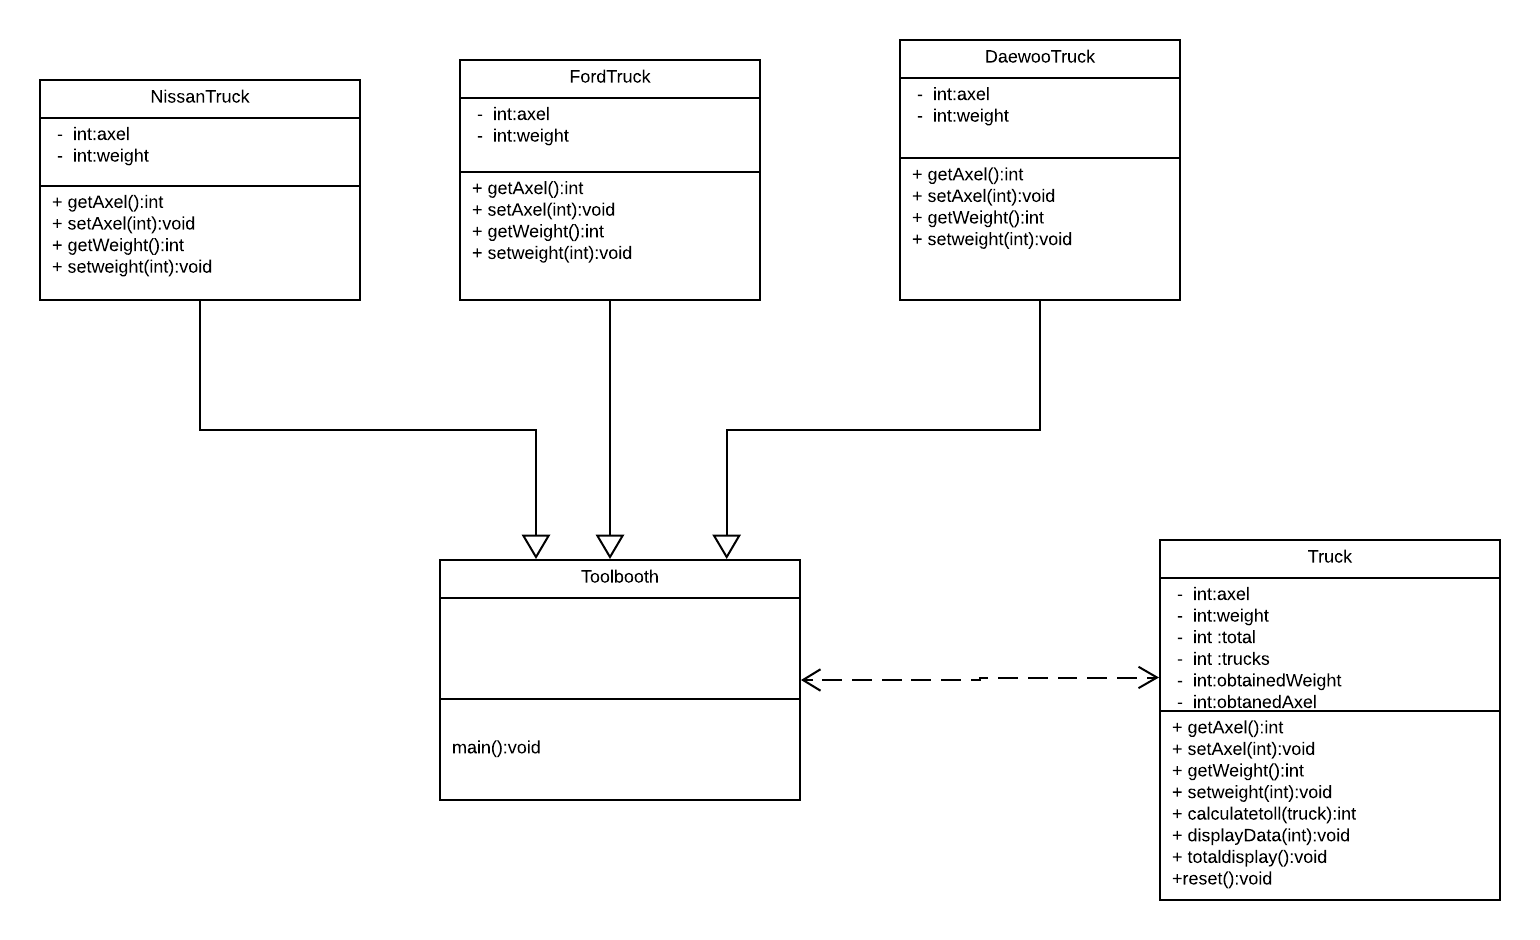 NissanTruck
- int:axel
- int:weight
+ getAxel():int
+ setAxel(int):void
+ getWeight():int
+ setweight(int):void
FordTruck
- int:axel
- int:weight
+ getAxel():int
+ setAxel(int):void
+ getWeight():int
+ setweight(int):void
DaewooTruck
- int:axel
- int:weight
+ getAxel():int
+ setAxel(int):void
+ getWeight():int
+ setweight(int):void
Toolbooth
main():void
Truck
- int:axel
- int:weight
- int :total
- int :trucks
- int:obtainedWeight
- int:obtanedAxel
+ getAxel():int
+ setAxel(int):void
+ getWeight():int
+ setweight(int):void
+ calculatetoll(truck):int
+ displayData(int):void
+ totaldisplay():void
+reset():void